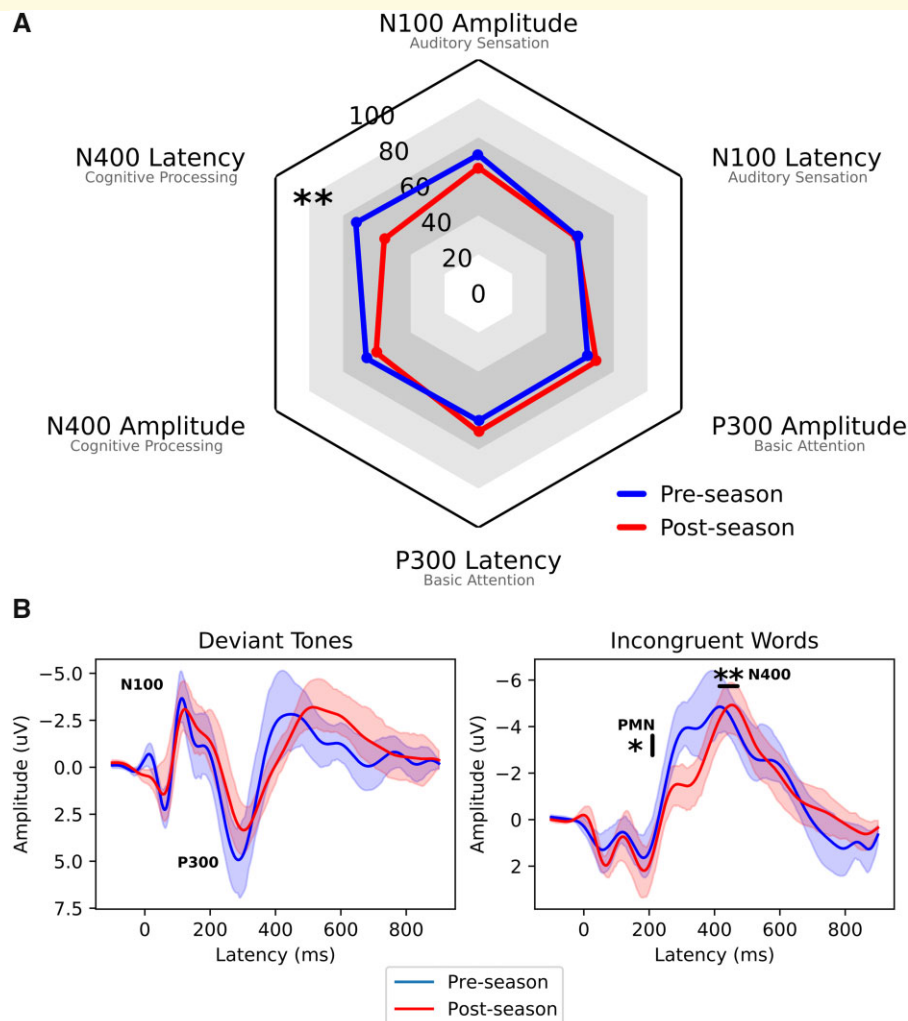 A
N100 Amplitude
Auditory Sensation
100
80
60
40
20
0
N400 Latency
Cognitive Processing
**
N100 Latency
Auditory Sensation
N400 Amplitude
Cognitive Processing
P300 Amplitude
Basic Attention
Pre-season
Post-season
P300 Latency
Basic Attention
B
Deviant Tones
−5.0
−2.5
0.0
2.5
5.0
7.5
Amplitude (uV)
N100
P300
0 200 400 600 800
Latency (ms)
Incongruent Words
−6
−4
−2
0
2
Amplitude (uV)
** N400
PMN
*
0 200 400 600 800
Latency (ms)
Pre-season
Post-season